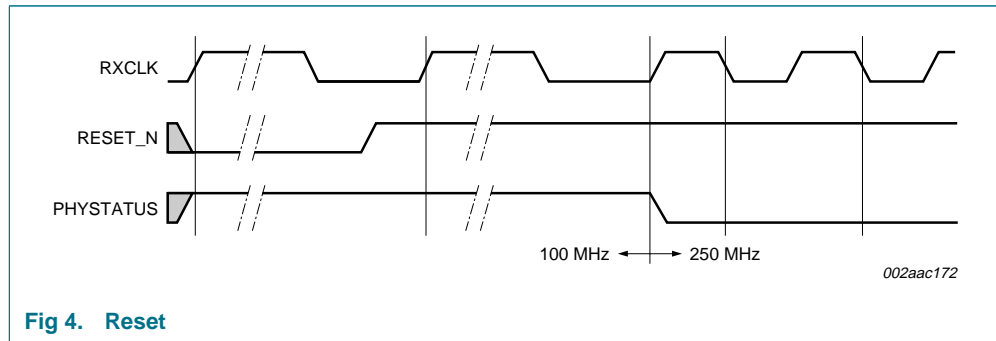 RXCLK
RESET_N
PHYSTATUS
100 MHz
250 MHz
002aac172
Fig 4. Reset